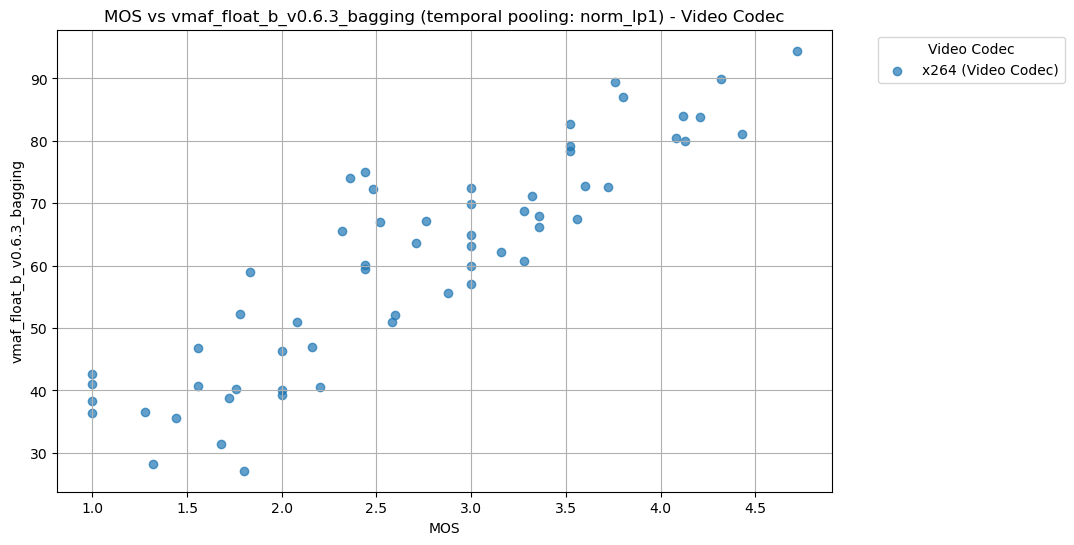 MOS vs vmaf_float_b_v0.6.3_bagging (temporal pooling: norm_lp1) - Video Codec
Video Codec
x264 (Video Codec)
vmaf_float_b_v0.6.3_bagging
90
80
70
60
50
40
30
1.0 1.5 2.0 2.5 3.0 3.5 4.0 4.5
MOS